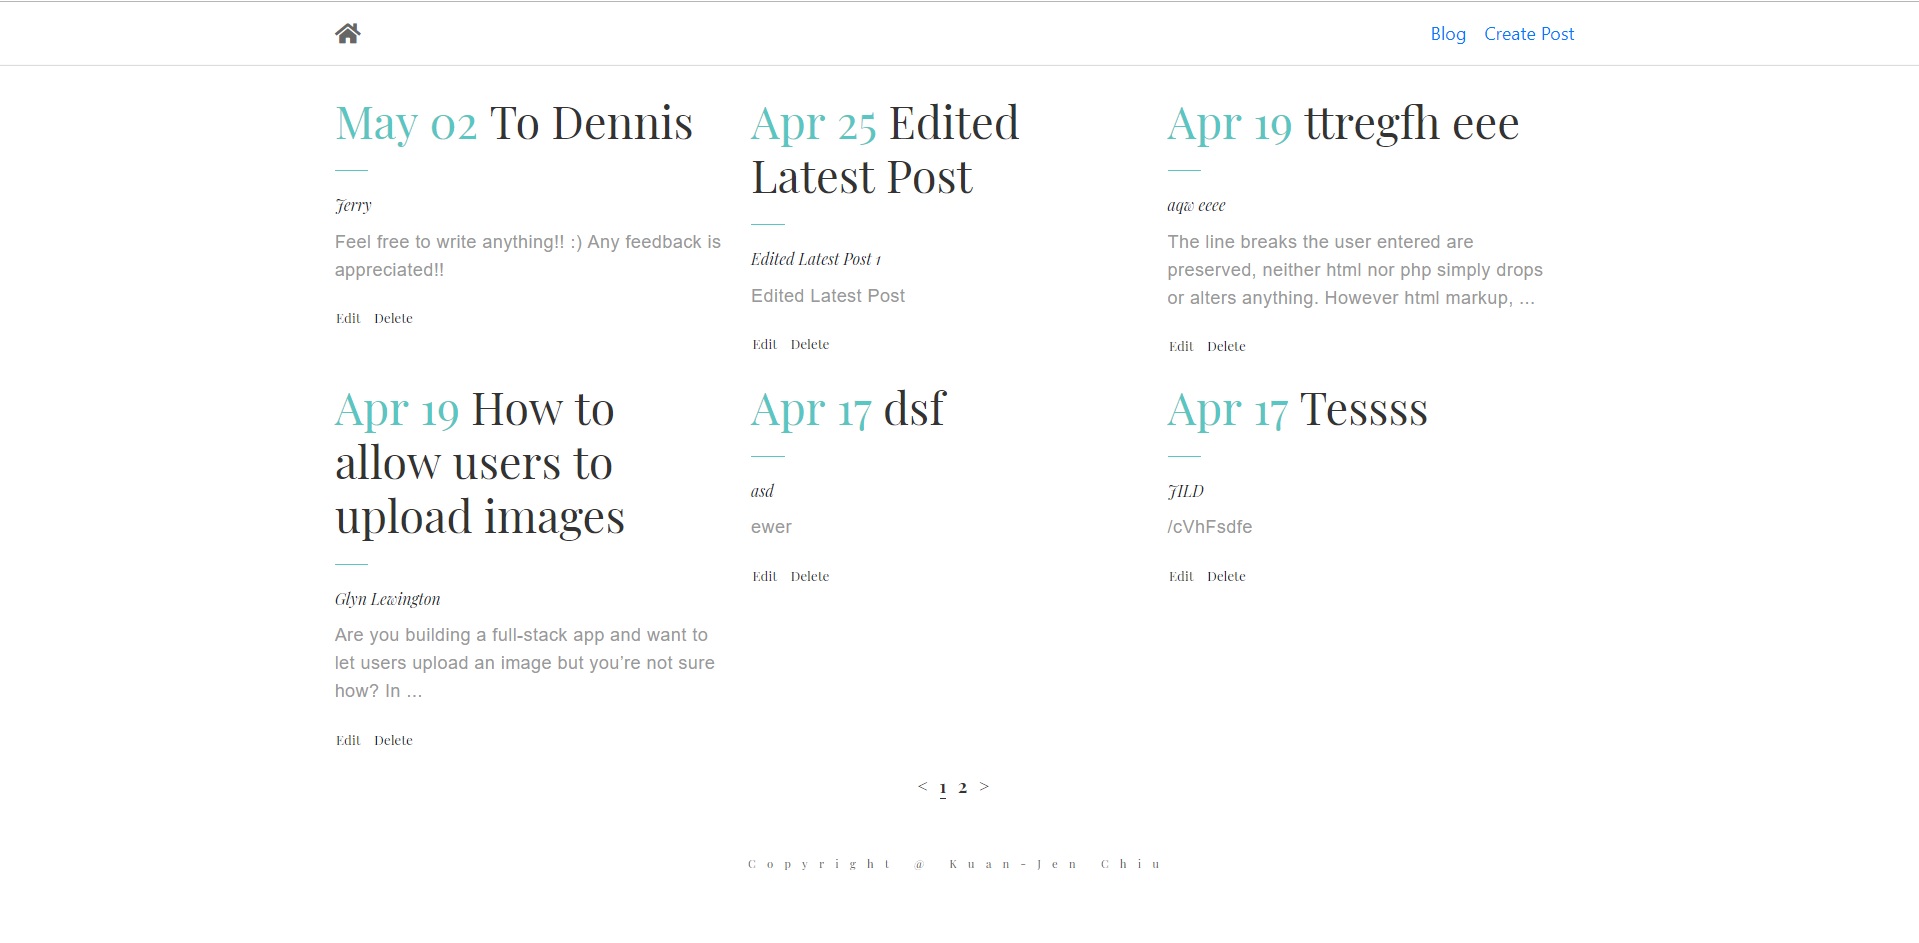 Blog Create Post
May 02 To Dennis
Jerry
Feel free to write anything!! :) Any feedback is
appreciated!!
Edit Delete
Apr 25 Edited
Latest Post
Edited Latest Post 1
Edited Latest Post
Edit Delete
Apr 19 ttregfh eee
aqw eeee
The line breaks the user entered are
preserved, neither html nor php simply drops
or alters anything. However html markup, ...
Edit Delete
Apr 19 How to
allow users to
upload images
Glyn Lewington
Are you building a full-stack app and want to
let users upload an image but you’re not sure
how? In ...
Edit Delete
Apr 17 dsf
asd
ewer
Edit Delete
Apr 17 Tessss
JILD
/cVhFsdfe
Edit Delete
< 1 2 >
Copyright @ Kuan-Jen Chiu